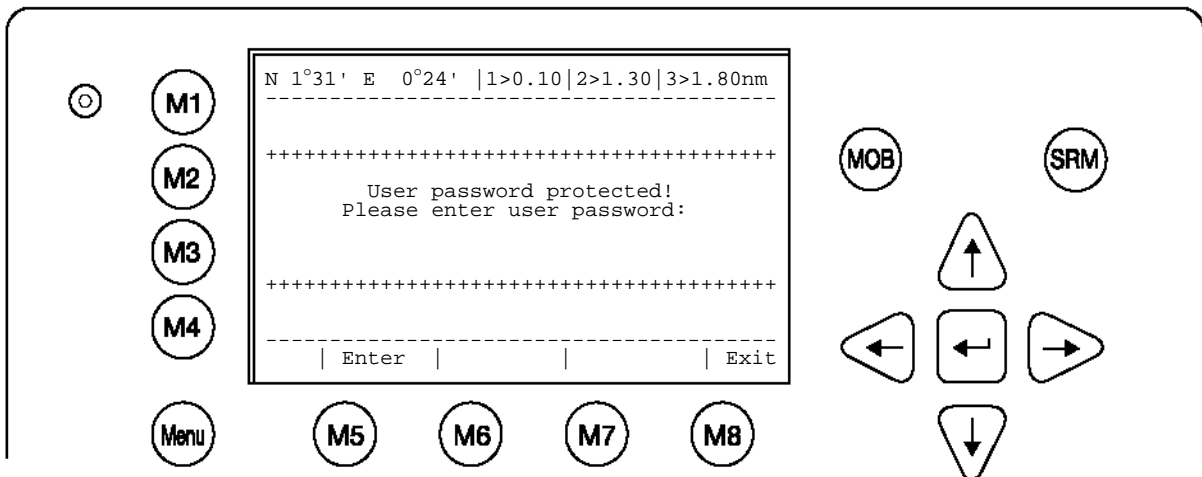 N 1°31' E 0°24' |1>0.10|2>1.30|3>1.80nm
----------------------------------------
++++++++++++++++++++++++++++++++++++++++
User password protected!
Please enter user password:
++++++++++++++++++++++++++++++++++++++++
----------------------------------------
| Enter | | | Exit
M1
M2
M3
M4
Menu
M5 M6 M7 M8
MOB SRM